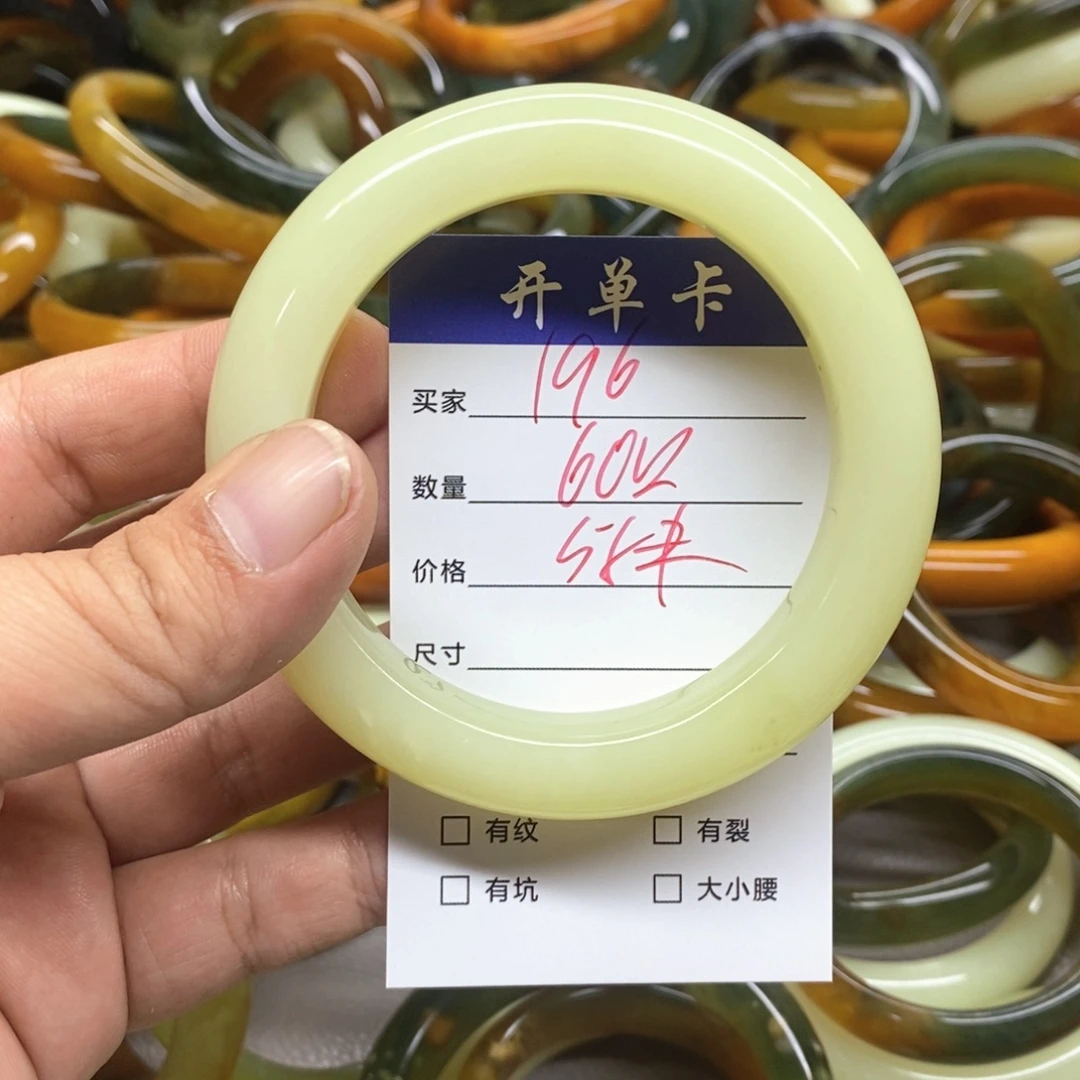 开单卡
买家 196
数量
价格
尺寸
□ 有纹 □ 有裂
□ 有坑 □ 大小腰